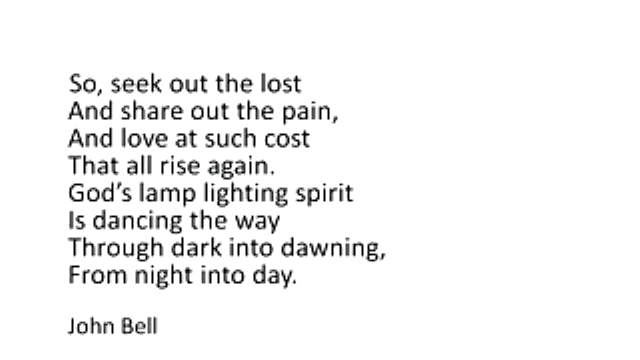 So, seek out the lost
And share out the pain,
And love at such cost
That all rise again.
God’s lamp lighting spirit
Is dancing the way
Through dark into dawning,
From night into day.
John Bell